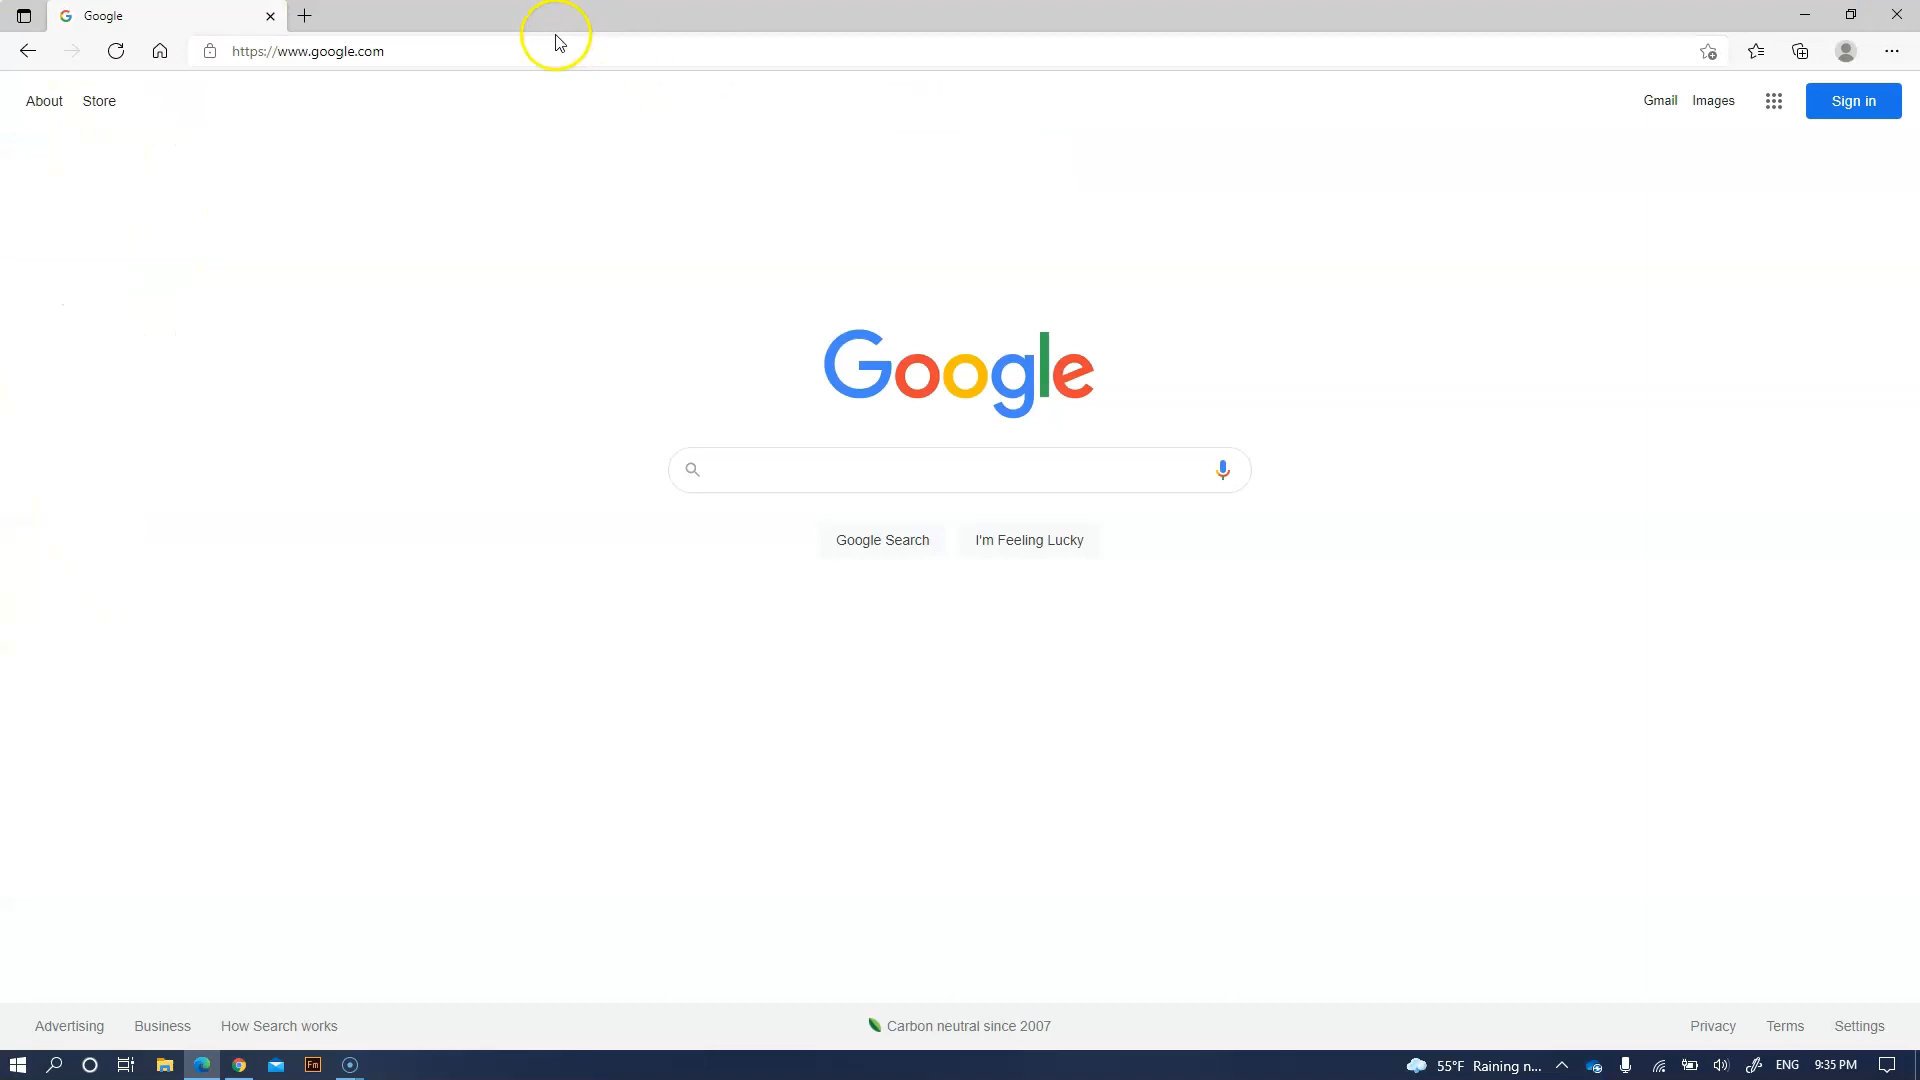 Google
https://www.google.com
About Store
Gmail Images Sign in
Google
Google Search I'm Feeling Lucky
Advertising Business How Search works
Carbon neutral since 2007
Privacy Terms Settings
Fm
55°F Raining n... ENG 9:35 PM